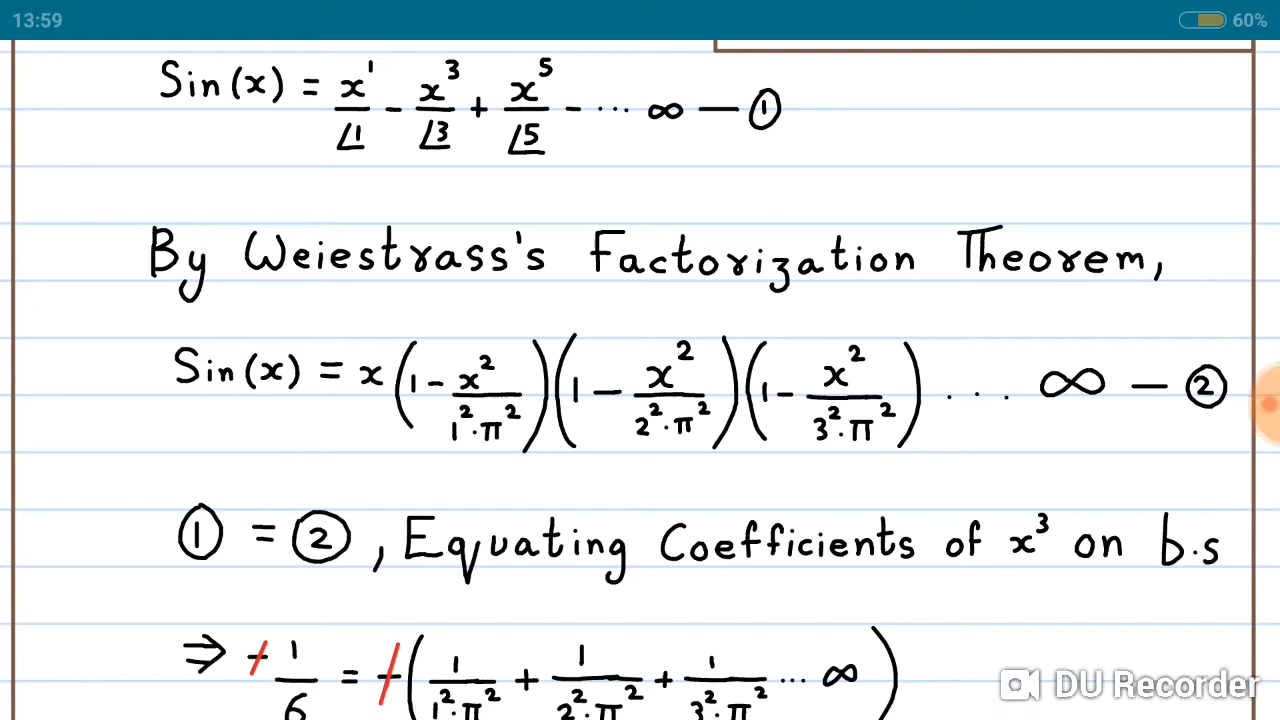 13:59 60%
Sin(x) = x¹/∠1 - x³/∠3 + x⁵/∠5 - ... ∞ — ①
By Weiestrass's Factorization Theorem,
Sin(x) = x(1 - x²/1²·π²)(1 - x²/2²·π²)(1 - x²/3²·π²) .... ∞ — ②
① = ②, Equating Coefficients of x³ on b.s
⇒ -1/6 = -(1/1²·π² + 1/2²·π² + 1/3²·π² ... ∞)
DU Recorder